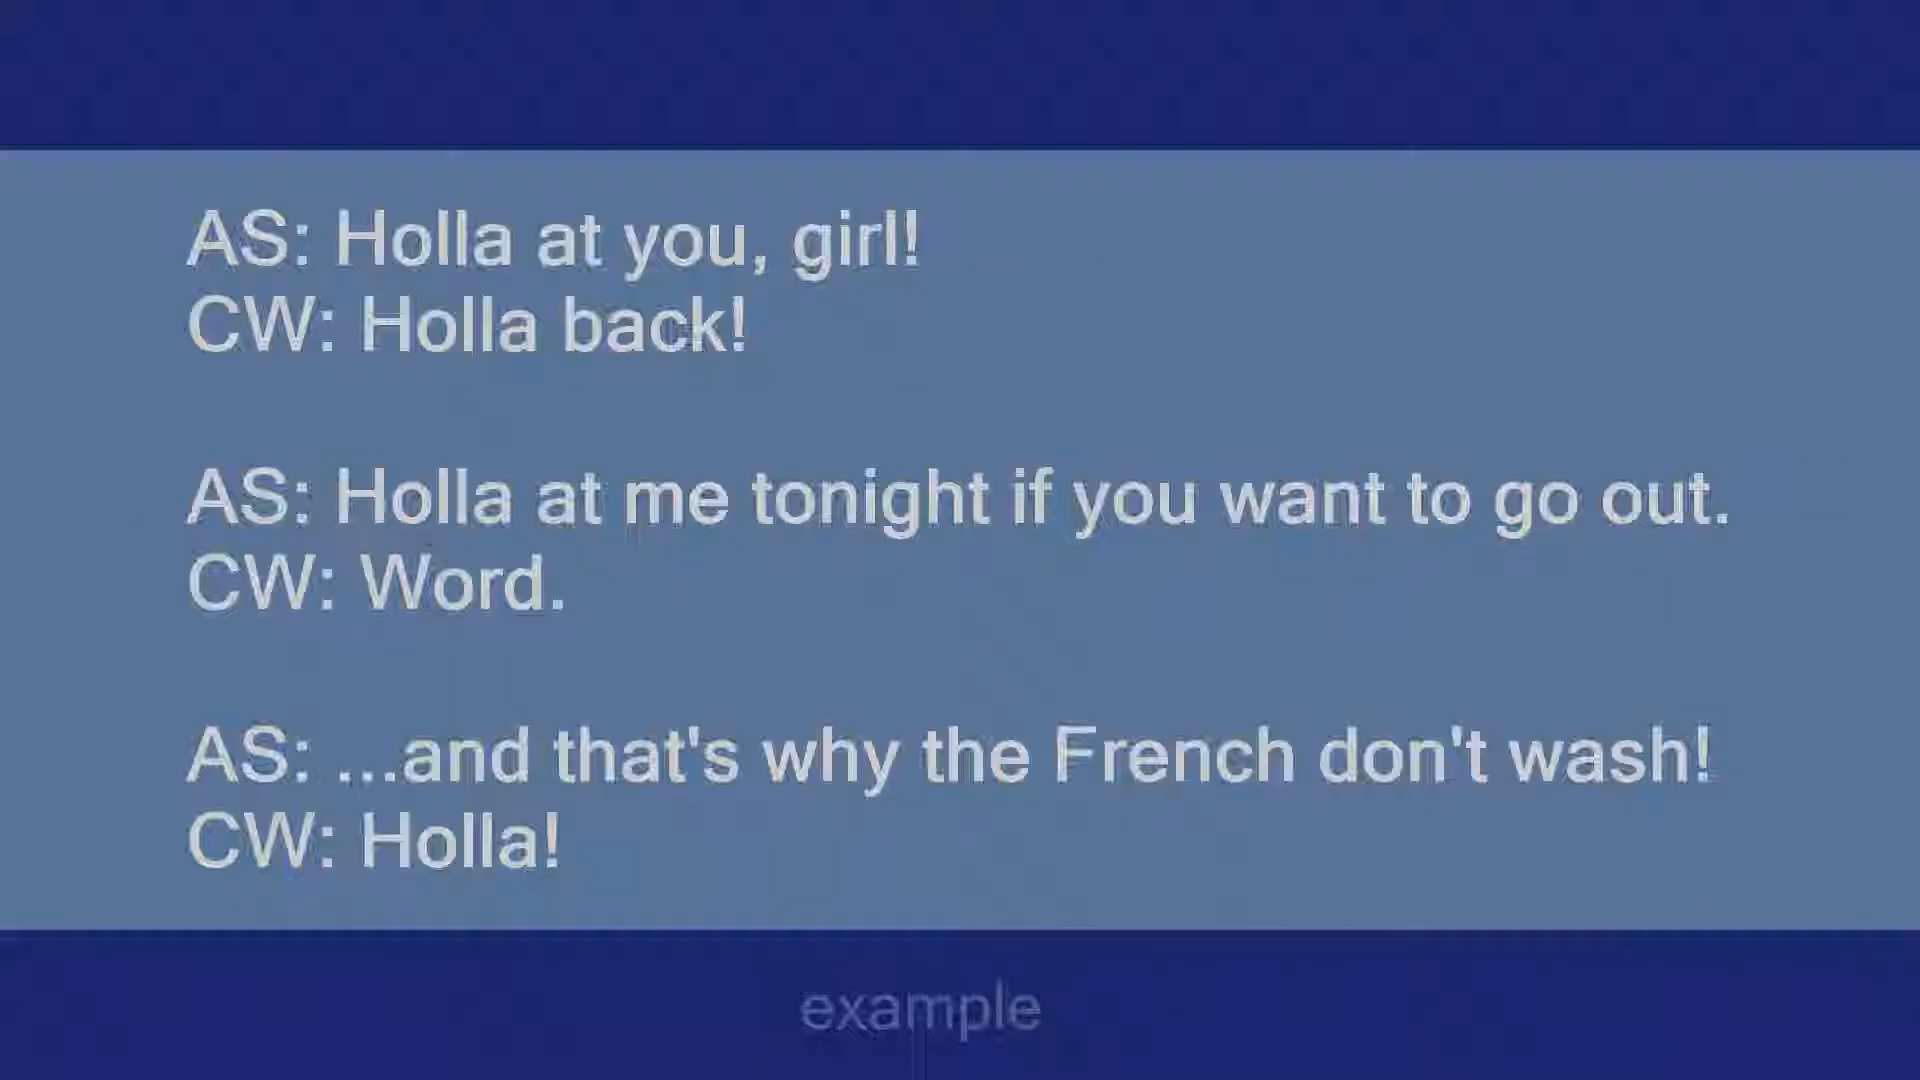 AS: Holla at you, girl!
CW: Holla back!
AS: Holla at me tonight if you want to go out.
CW: Word.
AS: ...and that's why the French don't wash!
CW: Holla!
example